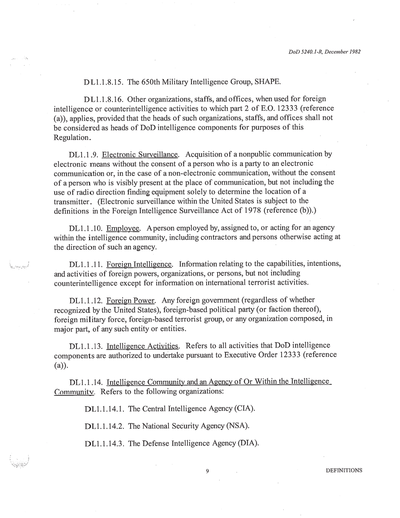 DoD 5240.1-R, December 1982
DL1.1.8.15. The 650th Military Intelligence Group, SHAPE.
DL1.1.8.16. Other organizations, staffs, and offices, when used for foreign
intelligence or counterintelligence activities to which part 2 of E.O. 12333 (reference
(a)), applies, provided that the heads of such organizations, staffs, and offices shall not
be considered as heads of DoD intelligence components for purposes of this
Regulation.
DL1.1.9. Electronic Surveillance. Acquisition of a nonpublic communication by
electronic means without the consent of a person who is a party to an electronic
communication or, in the case of a non-electronic communication, without the consent
of a person who is visibly present at the place of communication, but not including the
use of radio direction finding equipment solely to determine the location of a
transmitter. (Electronic surveillance within the United States is subject to the
definitions in the Foreign Intelligence Surveillance Act of 1978 (reference (b)).)
DL1.1.10. Employee. A person employed by, assigned to, or acting for an agency
within the intelligence community, including contractors and persons otherwise acting at
the direction of such an agency.
DL1.1.11. Foreign Intelligence. Information relating to the capabilities, intentions,
and activities of foreign powers, organizations, or persons, but not including
counterintelligence except for information on international terrorist activities.
DL1.1.12. Foreign Power. Any foreign government (regardless of whether
recognized by the United States), foreign-based political party (or faction thereof),
foreign military force, foreign-based terrorist group, or any organization composed, in
major part, of any such entity or entities.
DL1.1.13. Intelligence Activities. Refers to all activities that DoD intelligence
components are authorized to undertake pursuant to Executive Order 12333 (reference
(a)).
DL1.1.14. Intelligence Community and an Agency of Or Within the Intelligence
Community. Refers to the following organizations:
DL1.1.14.1. The Central Intelligence Agency (CIA).
DL1.1.14.2. The National Security Agency (NSA).
DL1.1.14.3. The Defense Intelligence Agency (DIA).
9 DEFINITIONS